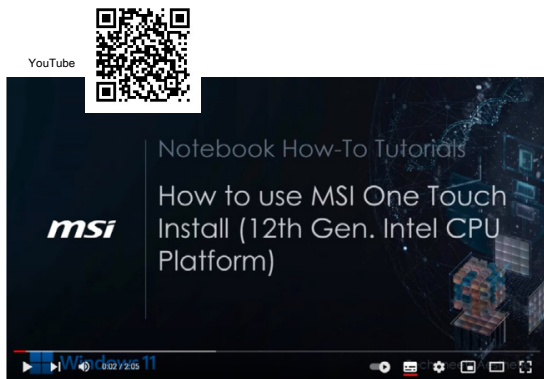 YouTube
Notebook How-To Tutorials
How to use MSI One Touch
Install (12th Gen. Intel CPU
Platform)
msi
Windows 11
0:02 / 2:05